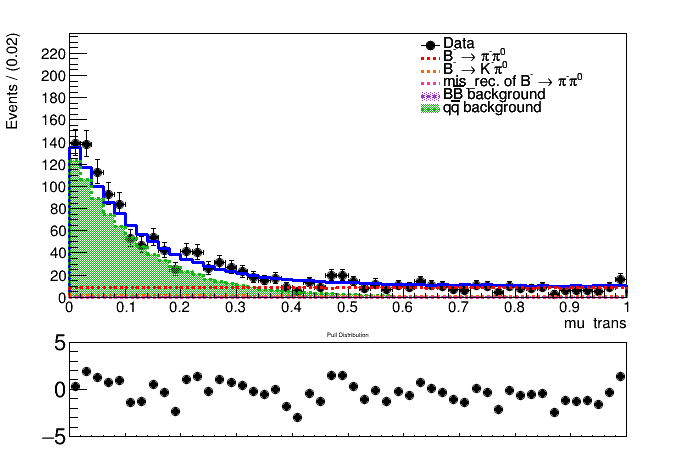 Events / (0.02)
220
200
180
160
140
120
100
80
60
40
20
0
Data
B⁻ → π⁻π⁰
B⁻ → K⁻π⁰
mis_rec. of B⁻ → π⁻π⁰
BB̅ background
qq̅ background
0 0.1 0.2 0.3 0.4 0.5 0.6 0.7 0.8 0.9 1
mu_trans
Pull Distribution
5
0
−5